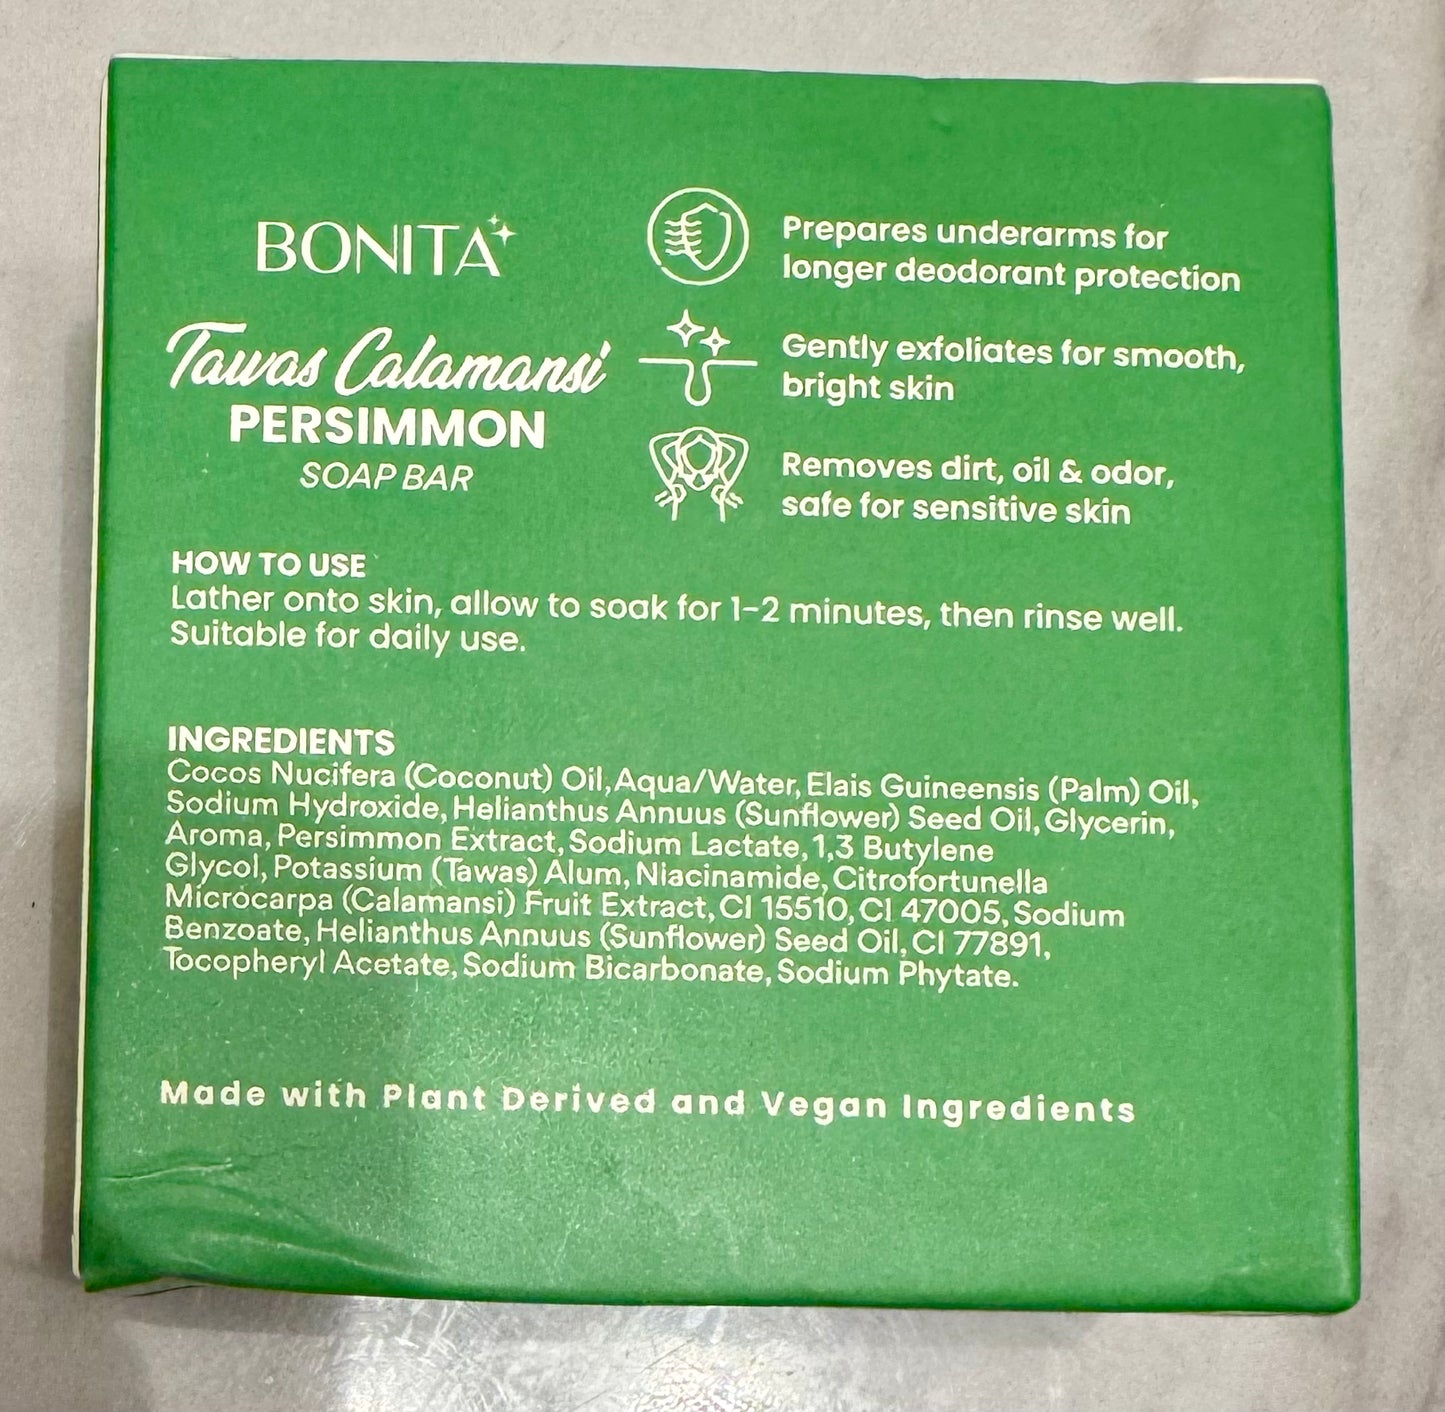 BONITA
Tawas Calamansi
PERSIMMON
SOAP BAR
Prepares underarms for
longer deodorant protection
Gently exfoliates for smooth,
bright skin
Removes dirt, oil & odor,
safe for sensitive skin
HOW TO USE
Lather onto skin, allow to soak for 1-2 minutes, then rinse well.
Suitable for daily use.
INGREDIENTS
Cocos Nucifera (Coconut) Oil, Aqua/Water, Elais Guineensis (Palm) Oil,
Sodium Hydroxide, Helianthus Annuus (Sunflower) Seed Oil, Glycerin,
Aroma, Persimmon Extract, Sodium Lactate, 1,3 Butylene
Glycol, Potassium (Tawas) Alum, Niacinamide, Citrofortunella
Microcarpa (Calamansi) Fruit Extract, CI 15510, CI 47005, Sodium
Benzoate, Helianthus Annuus (Sunflower) Seed Oil, CI 77891,
Tocopheryl Acetate, Sodium Bicarbonate, Sodium Phytate.
Made with Plant Derived and Vegan Ingredients